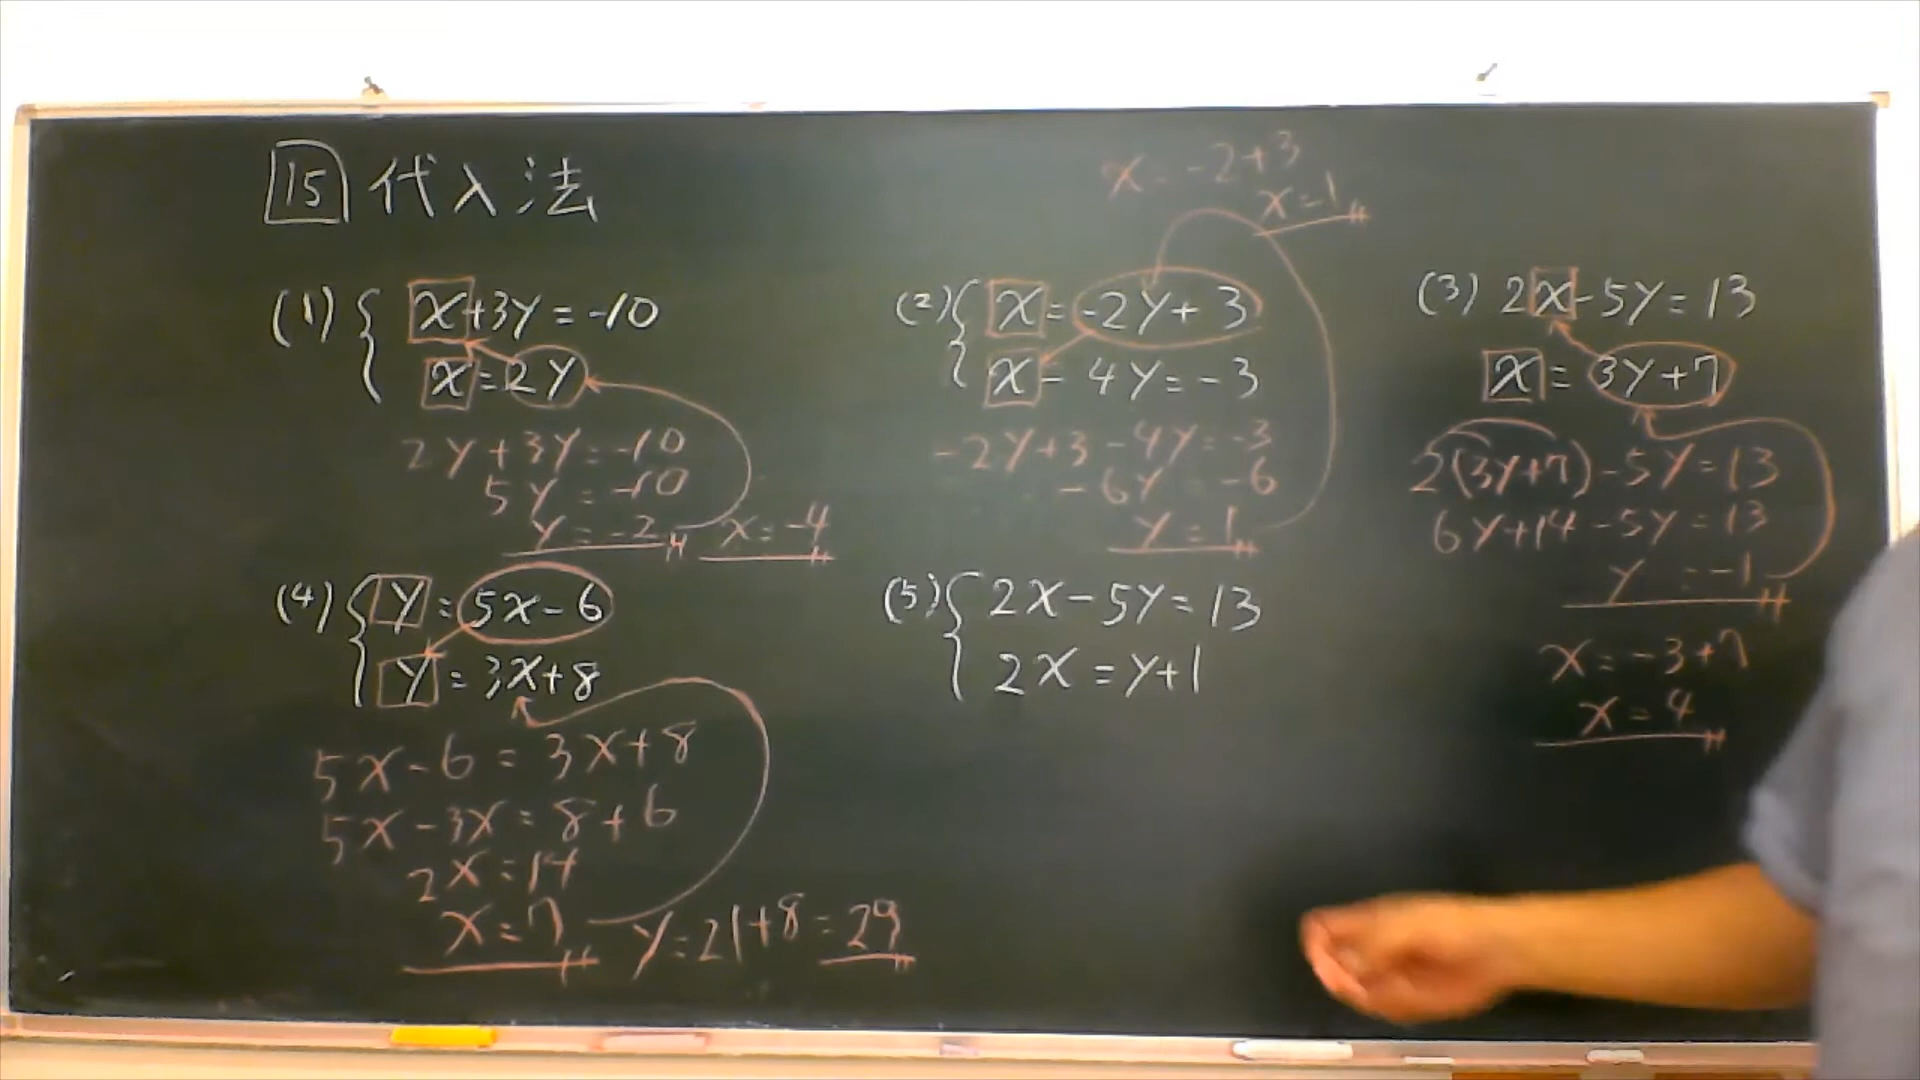 15 代入法
(1) { x+3y=-10
x=2y
2y+3y=-10
5y=-10
y=-2 x=-4
(2) { x=-2y+3
x-4y=-3
-2y+3-4y=-3
-6y=-6
y=1
x=-2+3
x=1
(3) 2x-5y=13
x=3y+7
2(3y+7)-5y=13
6y+14-5y=13
y=-1
x=-3+7
x=4
(4) { y=5x-6
y=3x+8
5x-6=3x+8
5x-3x=8+6
2x=14
x=7 y=21+8=29
(5) { 2x-5y=13
2x=y+1